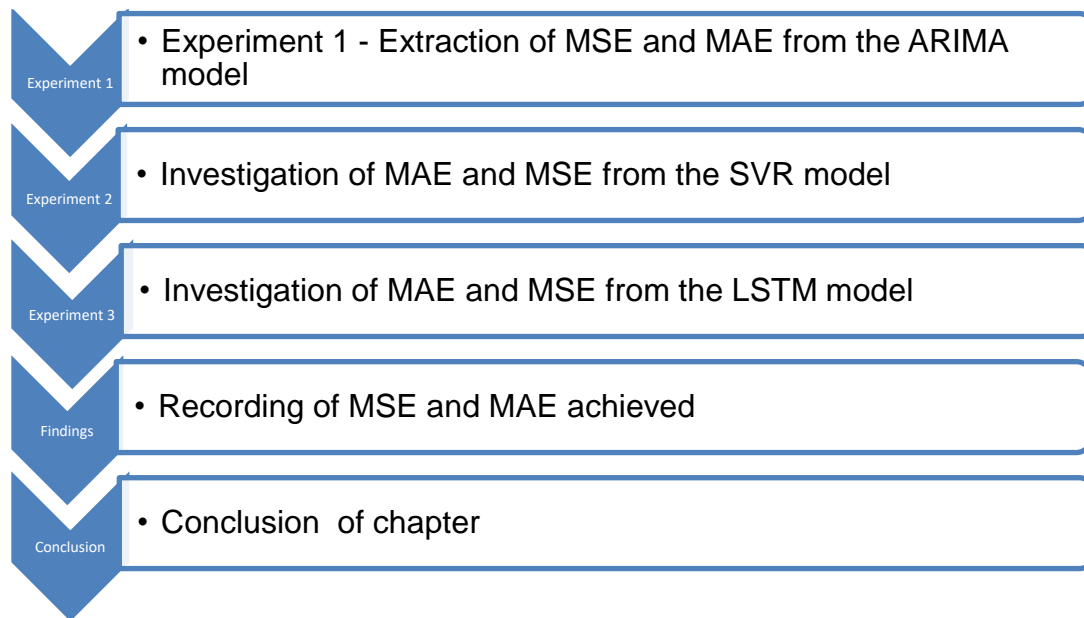 Experiment 1
• Experiment 1 - Extraction of MSE and MAE from the ARIMA
model
Experiment 2
• Investigation of MAE and MSE from the SVR model
Experiment 3
• Investigation of MAE and MSE from the LSTM model
Findings
• Recording of MSE and MAE achieved
Conclusion
• Conclusion  of chapter